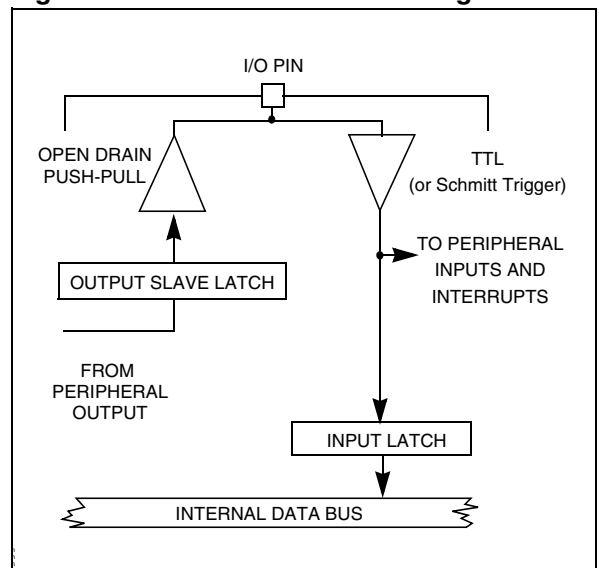 I/O PIN
OPEN DRAIN
PUSH-PULL
TTL
(or Schmitt Trigger)
TO PERIPHERAL
INPUTS AND
INTERRUPTS
OUTPUT SLAVE LATCH
FROM
PERIPHERAL
OUTPUT
INPUT LATCH
INTERNAL DATA BUS